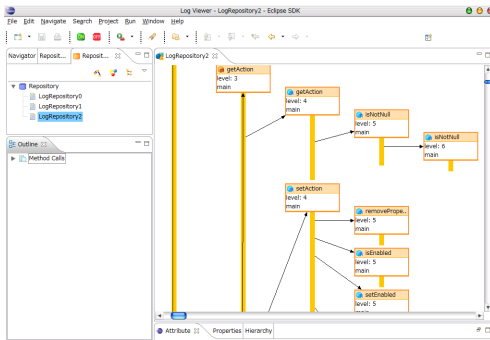 Log Viewer - LogRepository2 - Eclipse SDK
File Edit Navigate Search Project Run Window Help
Navigator Reposit... Reposit...
Repository
LogRepository0
LogRepository1
LogRepository2
Outline
Method Calls
LogRepository2
getAction
level: 3
main
getAction
level: 4
main
isNotNull
level: 5
main
isNotNull
level: 6
main
setAction
level: 4
main
removePrope..
level: 5
main
isEnabled
level: 5
main
setEnabled
level: 5
main
Attribute Properties Hierarchy